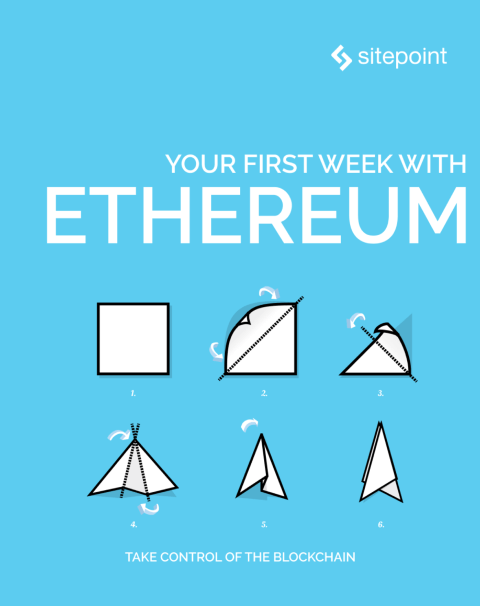 sitepoint
YOUR FIRST WEEK WITH
ETHEREUM
1.
2.
3.
4.
5.
6.
TAKE CONTROL OF THE BLOCKCHAIN